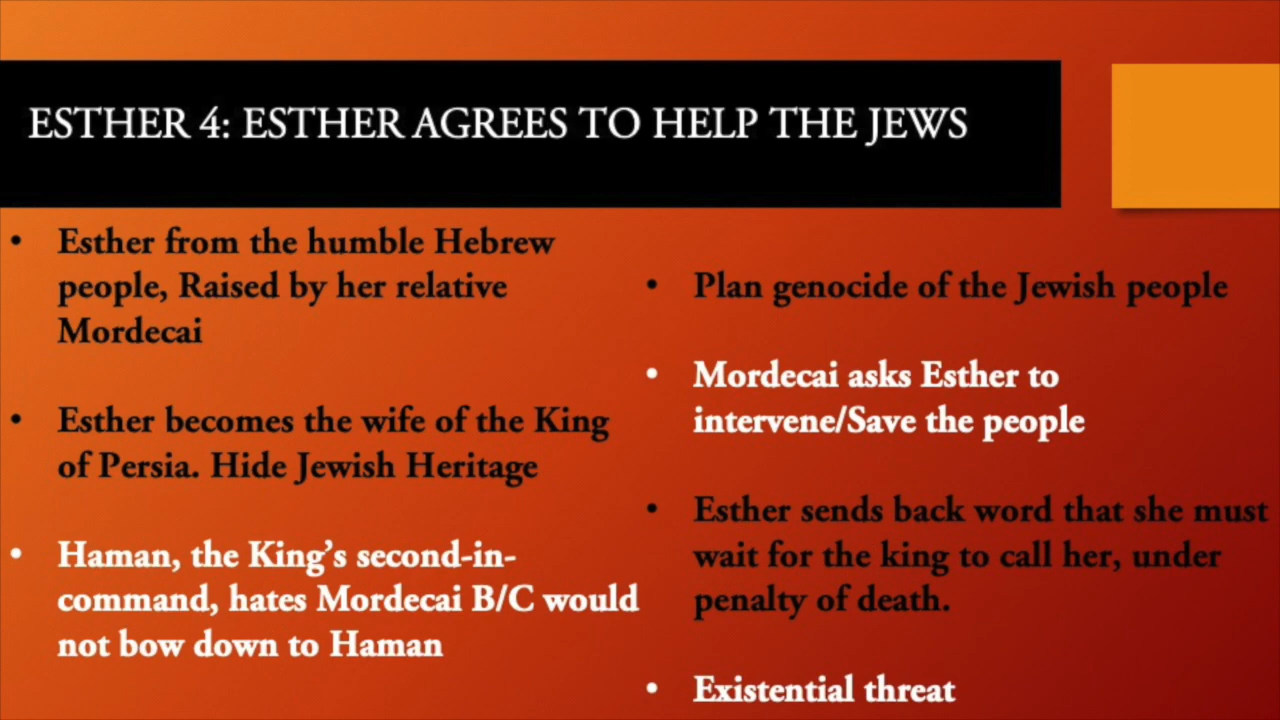 ESTHER 4: ESTHER AGREES TO HELP THE JEWS
• Esther from the humble Hebrew
people, Raised by her relative
Mordecai
• Esther becomes the wife of the King
of Persia. Hide Jewish Heritage
• Haman, the King’s second-in-
command, hates Mordecai B/C would
not bow down to Haman
• Plan genocide of the Jewish people
• Mordecai asks Esther to
intervene/Save the people
• Esther sends back word that she must
wait for the king to call her, under
penalty of death.
• Existential threat